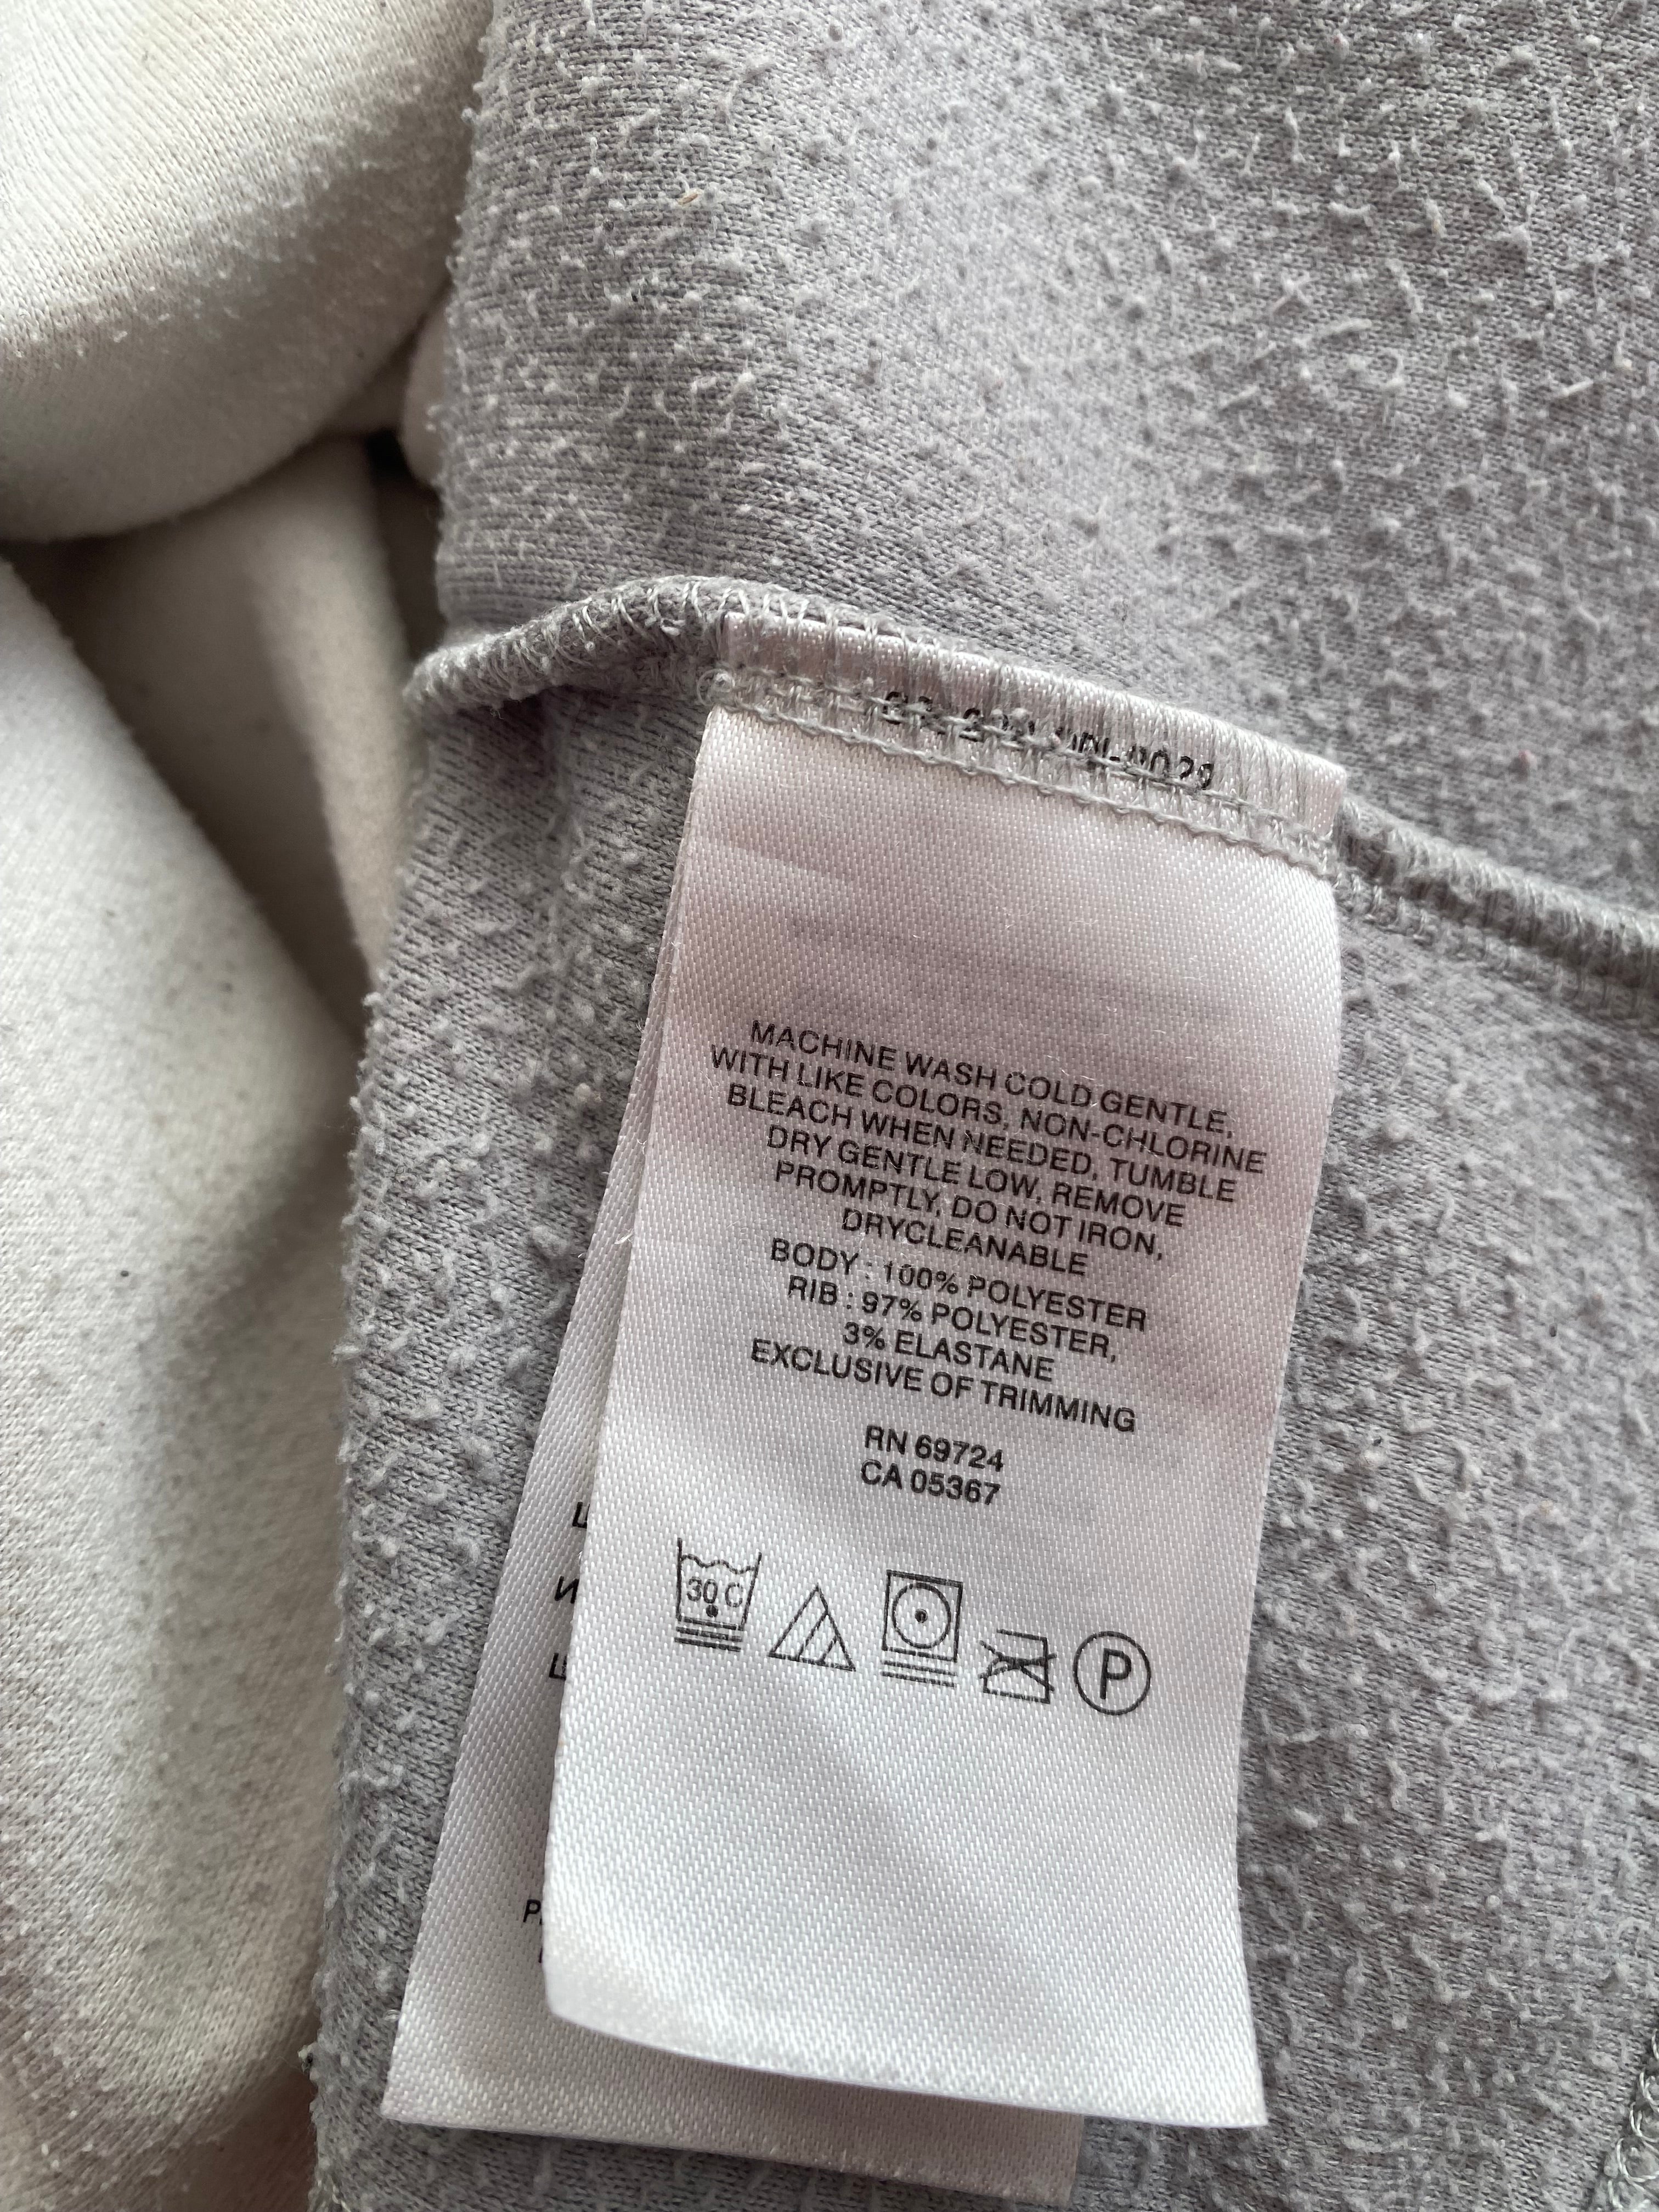 MACHINE WASH COLD GENTLE,
WITH LIKE COLORS, NON-CHLORINE
BLEACH WHEN NEEDED, TUMBLE
DRY GENTLE LOW, REMOVE
PROMPTLY, DO NOT IRON,
DRYCLEANABLE
BODY : 100% POLYESTER
RIB : 97% POLYESTER,
3% ELASTANE
EXCLUSIVE OF TRIMMING
RN 69724
CA 05367
30 C
P